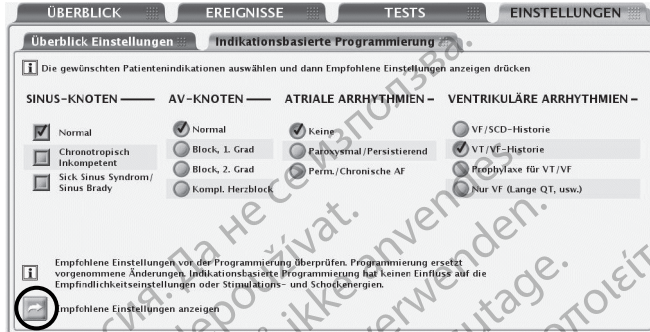 ÜBERBLICK EREIGNISSE TESTS EINSTELLUNGEN
Überblick Einstellungen Indikationsbasierte Programmierung
i Die gewünschten Patientenindikationen auswählen und dann Empfohlene Einstellungen anzeigen drücken
SINUS-KNOTEN AV-KNOTEN ATRIALE ARRHYTHMIEN VENTRIKULÄRE ARRHYTHMIEN
Normal Normal Keine VF/SCD-Historie
Chronotropisch Block, 1. Grad Paroxysmal/Persistierend VT/VF-Historie
Inkompetent
Sick Sinus Syndrom/ Block, 2. Grad Perm./Chronische AF Prophylaxe für VT/VF
Sinus Brady Kompl. Herzblock Nur VF (Lange QT, usw.)
Empfohlene Einstellungen vor der Programmierung überprüfen. Programmierung ersetzt
i vorgenommene Änderungen. Indikationsbasierte Programmierung hat keinen Einfluss auf die
Empfindlichkeitseinstellungen oder Stimulations- und Schockenergien.
Empfohlene Einstellungen anzeigen